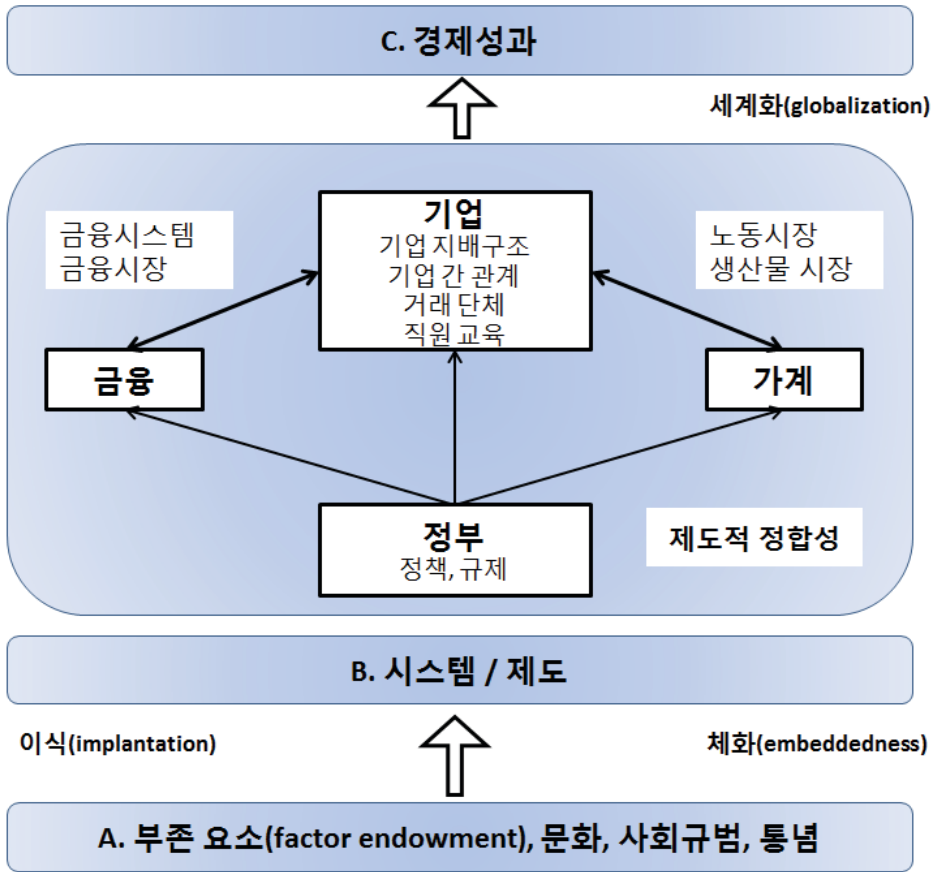 C. 경제성과
세계화(globalization)
기업
기업 지배구조
기업 간 관계
거래 단체
직원 교육
금융시스템
금융시장
노동시장
생산물 시장
금융
가계
정부
정책, 규제
제도적 정합성
B. 시스템 / 제도
이식(implantation)
체화(embeddedness)
A. 부존 요소(factor endowment), 문화, 사회규범, 통념